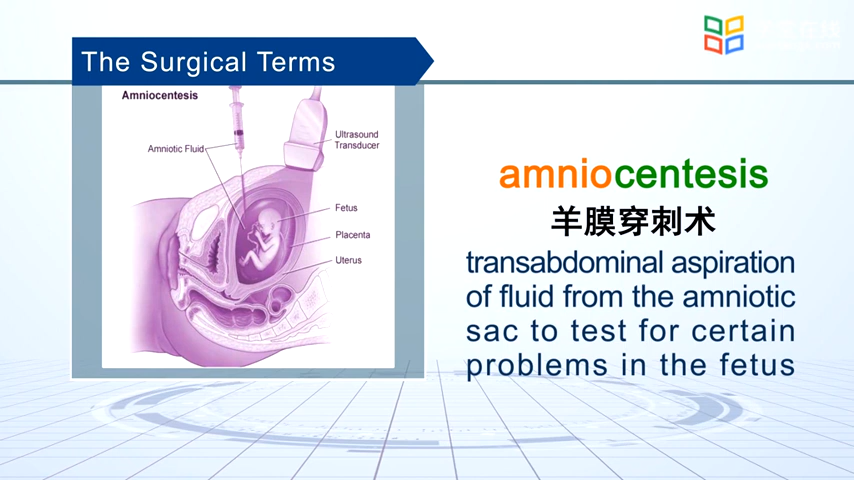 The Surgical Terms
Amniocentesis
Amniotic Fluid
Ultrasound
Transducer
Fetus
Placenta
Uterus
amniocentesis
羊膜穿刺术
transabdominal aspiration
of fluid from the amniotic
sac to test for certain
problems in the fetus